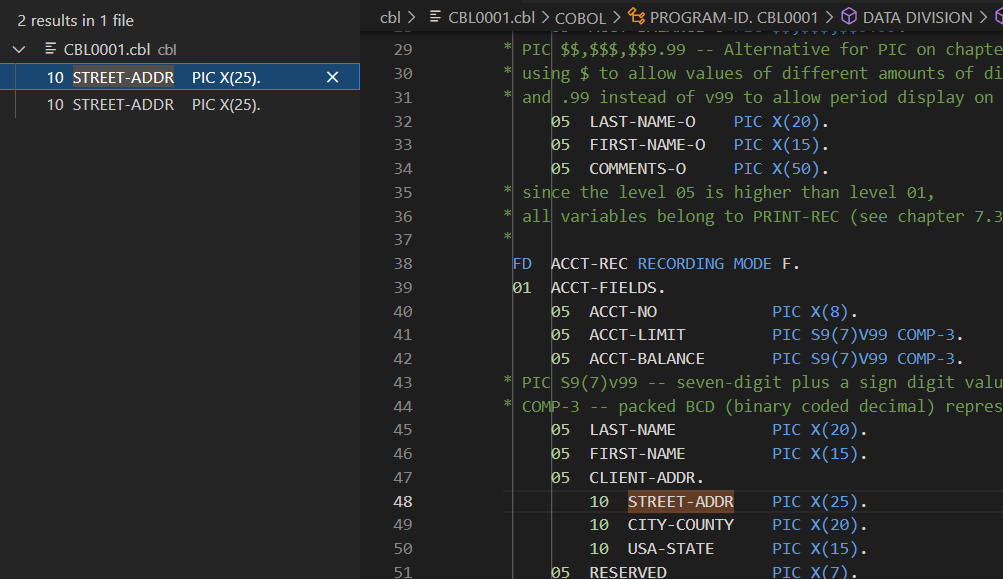 2 results in 1 file
CBL0001.cbl cbl
10 STREET-ADDR PIC X(25).
10 STREET-ADDR PIC X(25).
cbl > CBL0001.cbl > COBOL > PROGRAM-ID. CBL0001 > DATA DIVISION >
29 * PIC $$,$$$,$$9.99 -- Alternative for PIC on chapte
30 * using $ to allow values of different amounts of di
31 * and .99 instead of v99 to allow period display on
32 05 LAST-NAME-O PIC X(20).
33 05 FIRST-NAME-O PIC X(15).
34 05 COMMENTS-O PIC X(50).
35 * since the level 05 is higher than level 01,
36 * all variables belong to PRINT-REC (see chapter 7.3
37 *
38 FD ACCT-REC RECORDING MODE F.
39 01 ACCT-FIELDS.
40 05 ACCT-NO PIC X(8).
41 05 ACCT-LIMIT PIC S9(7)V99 COMP-3.
42 05 ACCT-BALANCE PIC S9(7)V99 COMP-3.
43 * PIC S9(7)v99 -- seven-digit plus a sign digit valu
44 * COMP-3 -- packed BCD (binary coded decimal) repres
45 05 LAST-NAME PIC X(20).
46 05 FIRST-NAME PIC X(15).
47 05 CLIENT-ADDR.
48 10 STREET-ADDR PIC X(25).
49 10 CITY-COUNTY PIC X(20).
50 10 USA-STATE PIC X(15).
51 05 RESERVED PIC X(7).